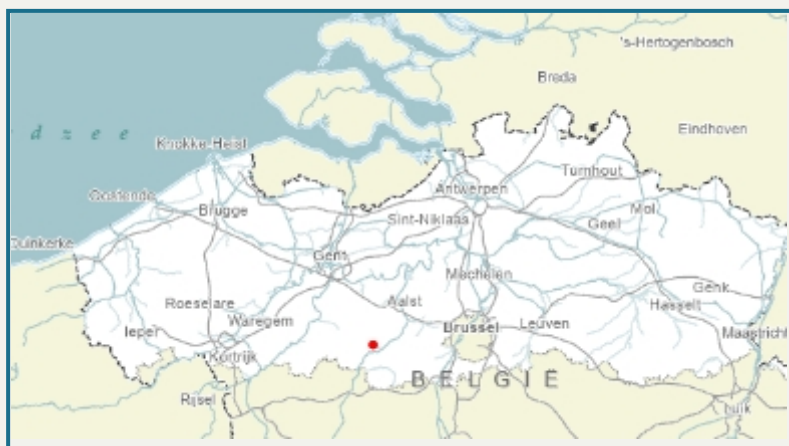 's-Hertogenbosch
Breda
Eindhoven
d z e e
Knokke-Heist
Turnhout
Antwerpen
Oostende
Mol
Brugge
Sint-Niklaas
Geel
Duinkerke
Gent
Mechelen
Genk
Roeselare
Aalst
Hasselt
Waregem
Brussel
Leuven
Ieper
Maastricht
Kortrijk
BELGIË
Rijsel
Luik